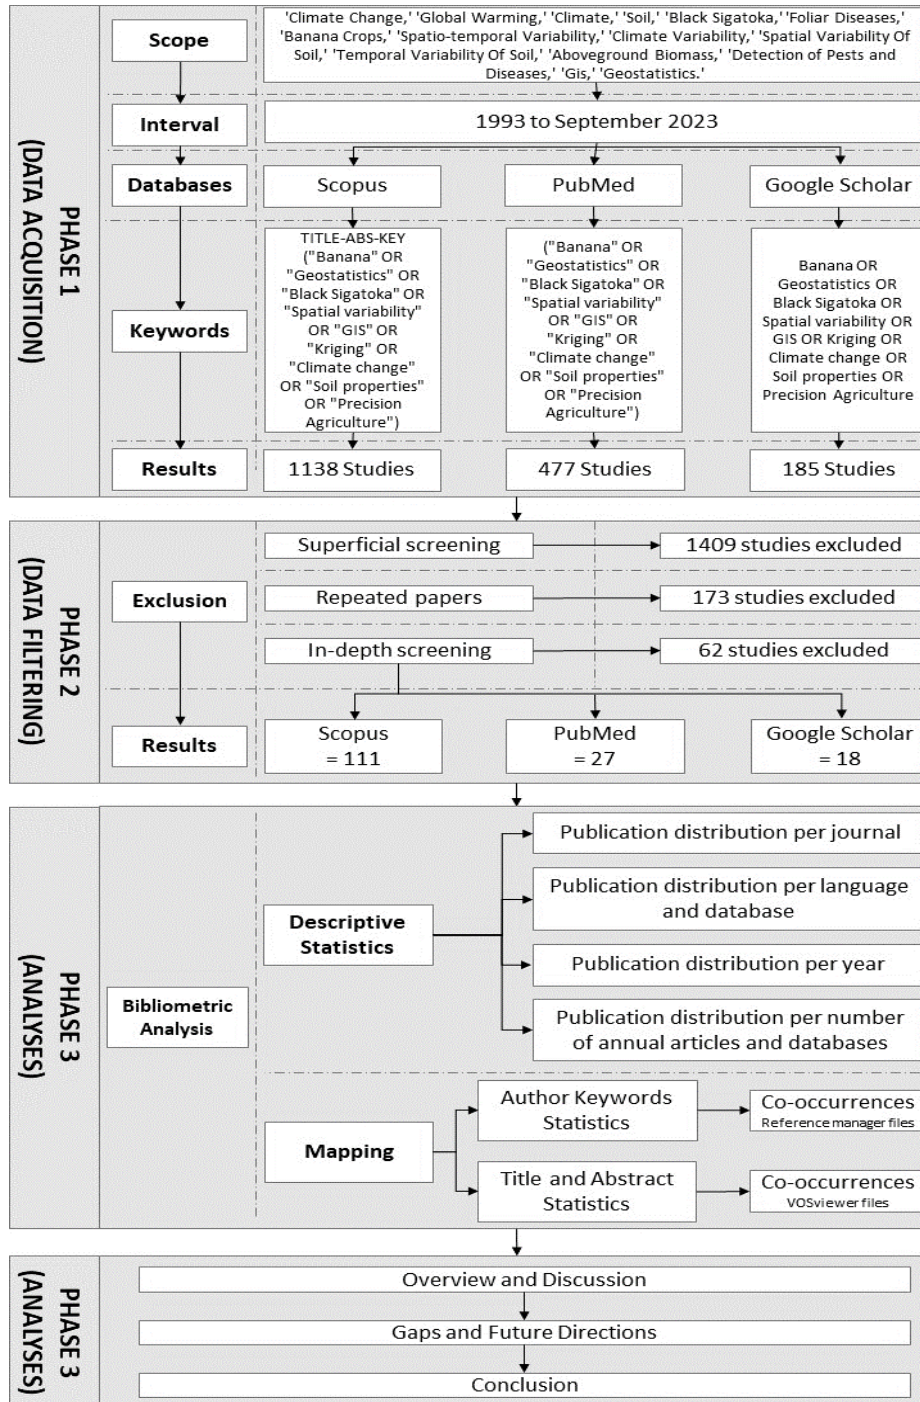 PHASE 1
(DATA ACQUISITION)
Scope
'Climate Change,' 'Global Warming,' 'Climate,' 'Soil,' 'Black Sigatoka,' 'Foliar Diseases,'
'Banana Crops,' 'Spatio-temporal Variability,' 'Climate Variability,' 'Spatial Variability Of
Soil,' 'Temporal Variability Of Soil,' 'Aboveground Biomass,' 'Detection of Pests and
Diseases,' 'Gis,' 'Geostatistics.'
Interval
1993 to September 2023
Databases
Scopus
PubMed
Google Scholar
Keywords
TITLE-ABS-KEY
("Banana" OR
"Geostatistics" OR
"Black Sigatoka" OR
"Spatial variability"
OR "GIS" OR
"Kriging" OR
"Climate change"
OR "Soil properties"
OR "Precision
Agriculture")
("Banana" OR
"Geostatistics" OR
"Black Sigatoka" OR
"Spatial variability"
OR "GIS" OR
"Kriging" OR
"Climate change"
OR "Soil properties"
OR "Precision
Agriculture")
Banana OR
Geostatistics OR
Black Sigatoka OR
Spatial variability OR
GIS OR Kriging OR
Climate change OR
Soil properties OR
Precision Agriculture
Results
1138 Studies
477 Studies
185 Studies
PHASE 2
(DATA FILTERING)
Exclusion
Superficial screening
1409 studies excluded
Repeated papers
173 studies excluded
In-depth screening
62 studies excluded
Results
Scopus
= 111
PubMed
= 27
Google Scholar
= 18
PHASE 3
(ANALYSES)
Bibliometric
Analysis
Descriptive
Statistics
Publication distribution per journal
Publication distribution per language
and database
Publication distribution per year
Publication distribution per number
of annual articles and databases
Mapping
Author Keywords
Statistics
Co-occurrences
Reference manager files
Title and Abstract
Statistics
Co-occurrences
VOSviewer files
PHASE 3
(ANALYSES)
Overview and Discussion
Gaps and Future Directions
Conclusion